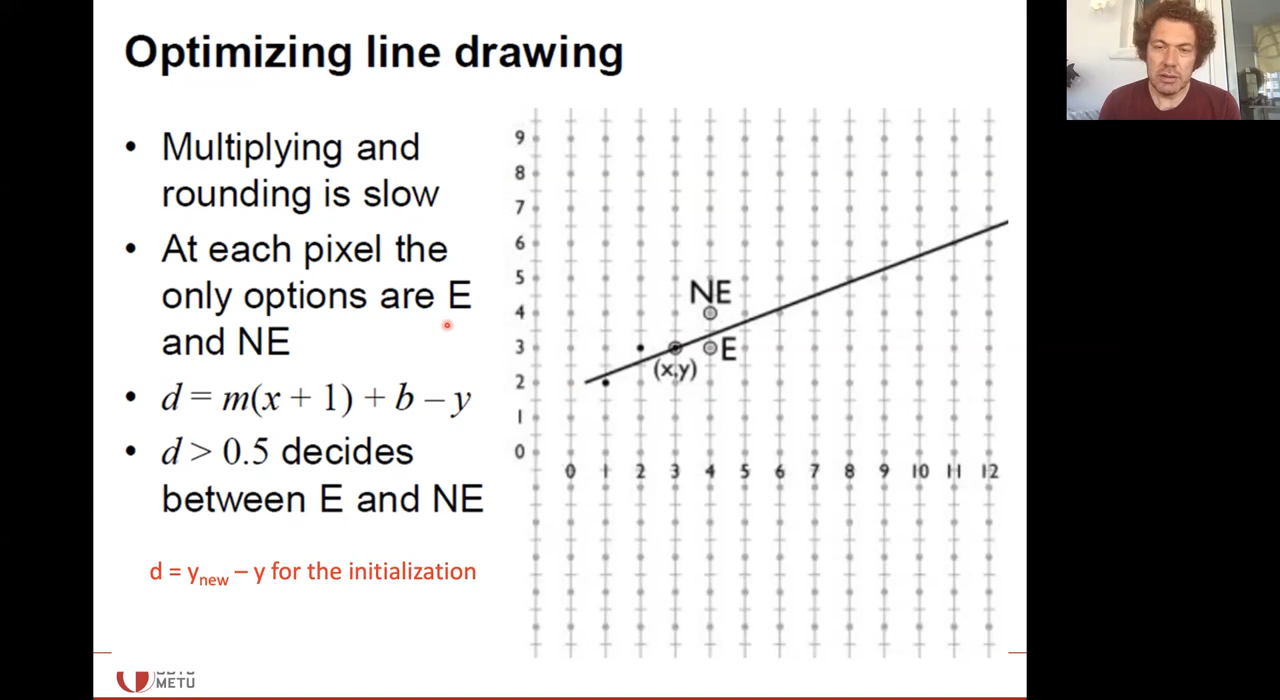 Optimizing line drawing
• Multiplying and
rounding is slow
• At each pixel the
only options are E
and NE
• d = m(x + 1) + b – y
• d > 0.5 decides
between E and NE
d = ynew – y for the initialization
9
8
7
6
5
4
3
2
1
0
NE
E
(x,y)
0 1 2 3 4 5 6 7 8 9 10 11 12
METU